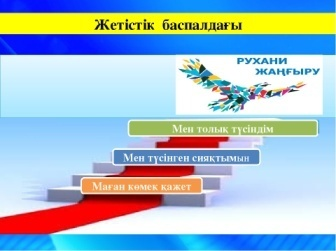 Жетістік баспалдағы
РУХАНИ
ЖАҢҒЫРУ
Мен толық түсіндім
Мен түсінген сияқтымын
Маған көмек қажет